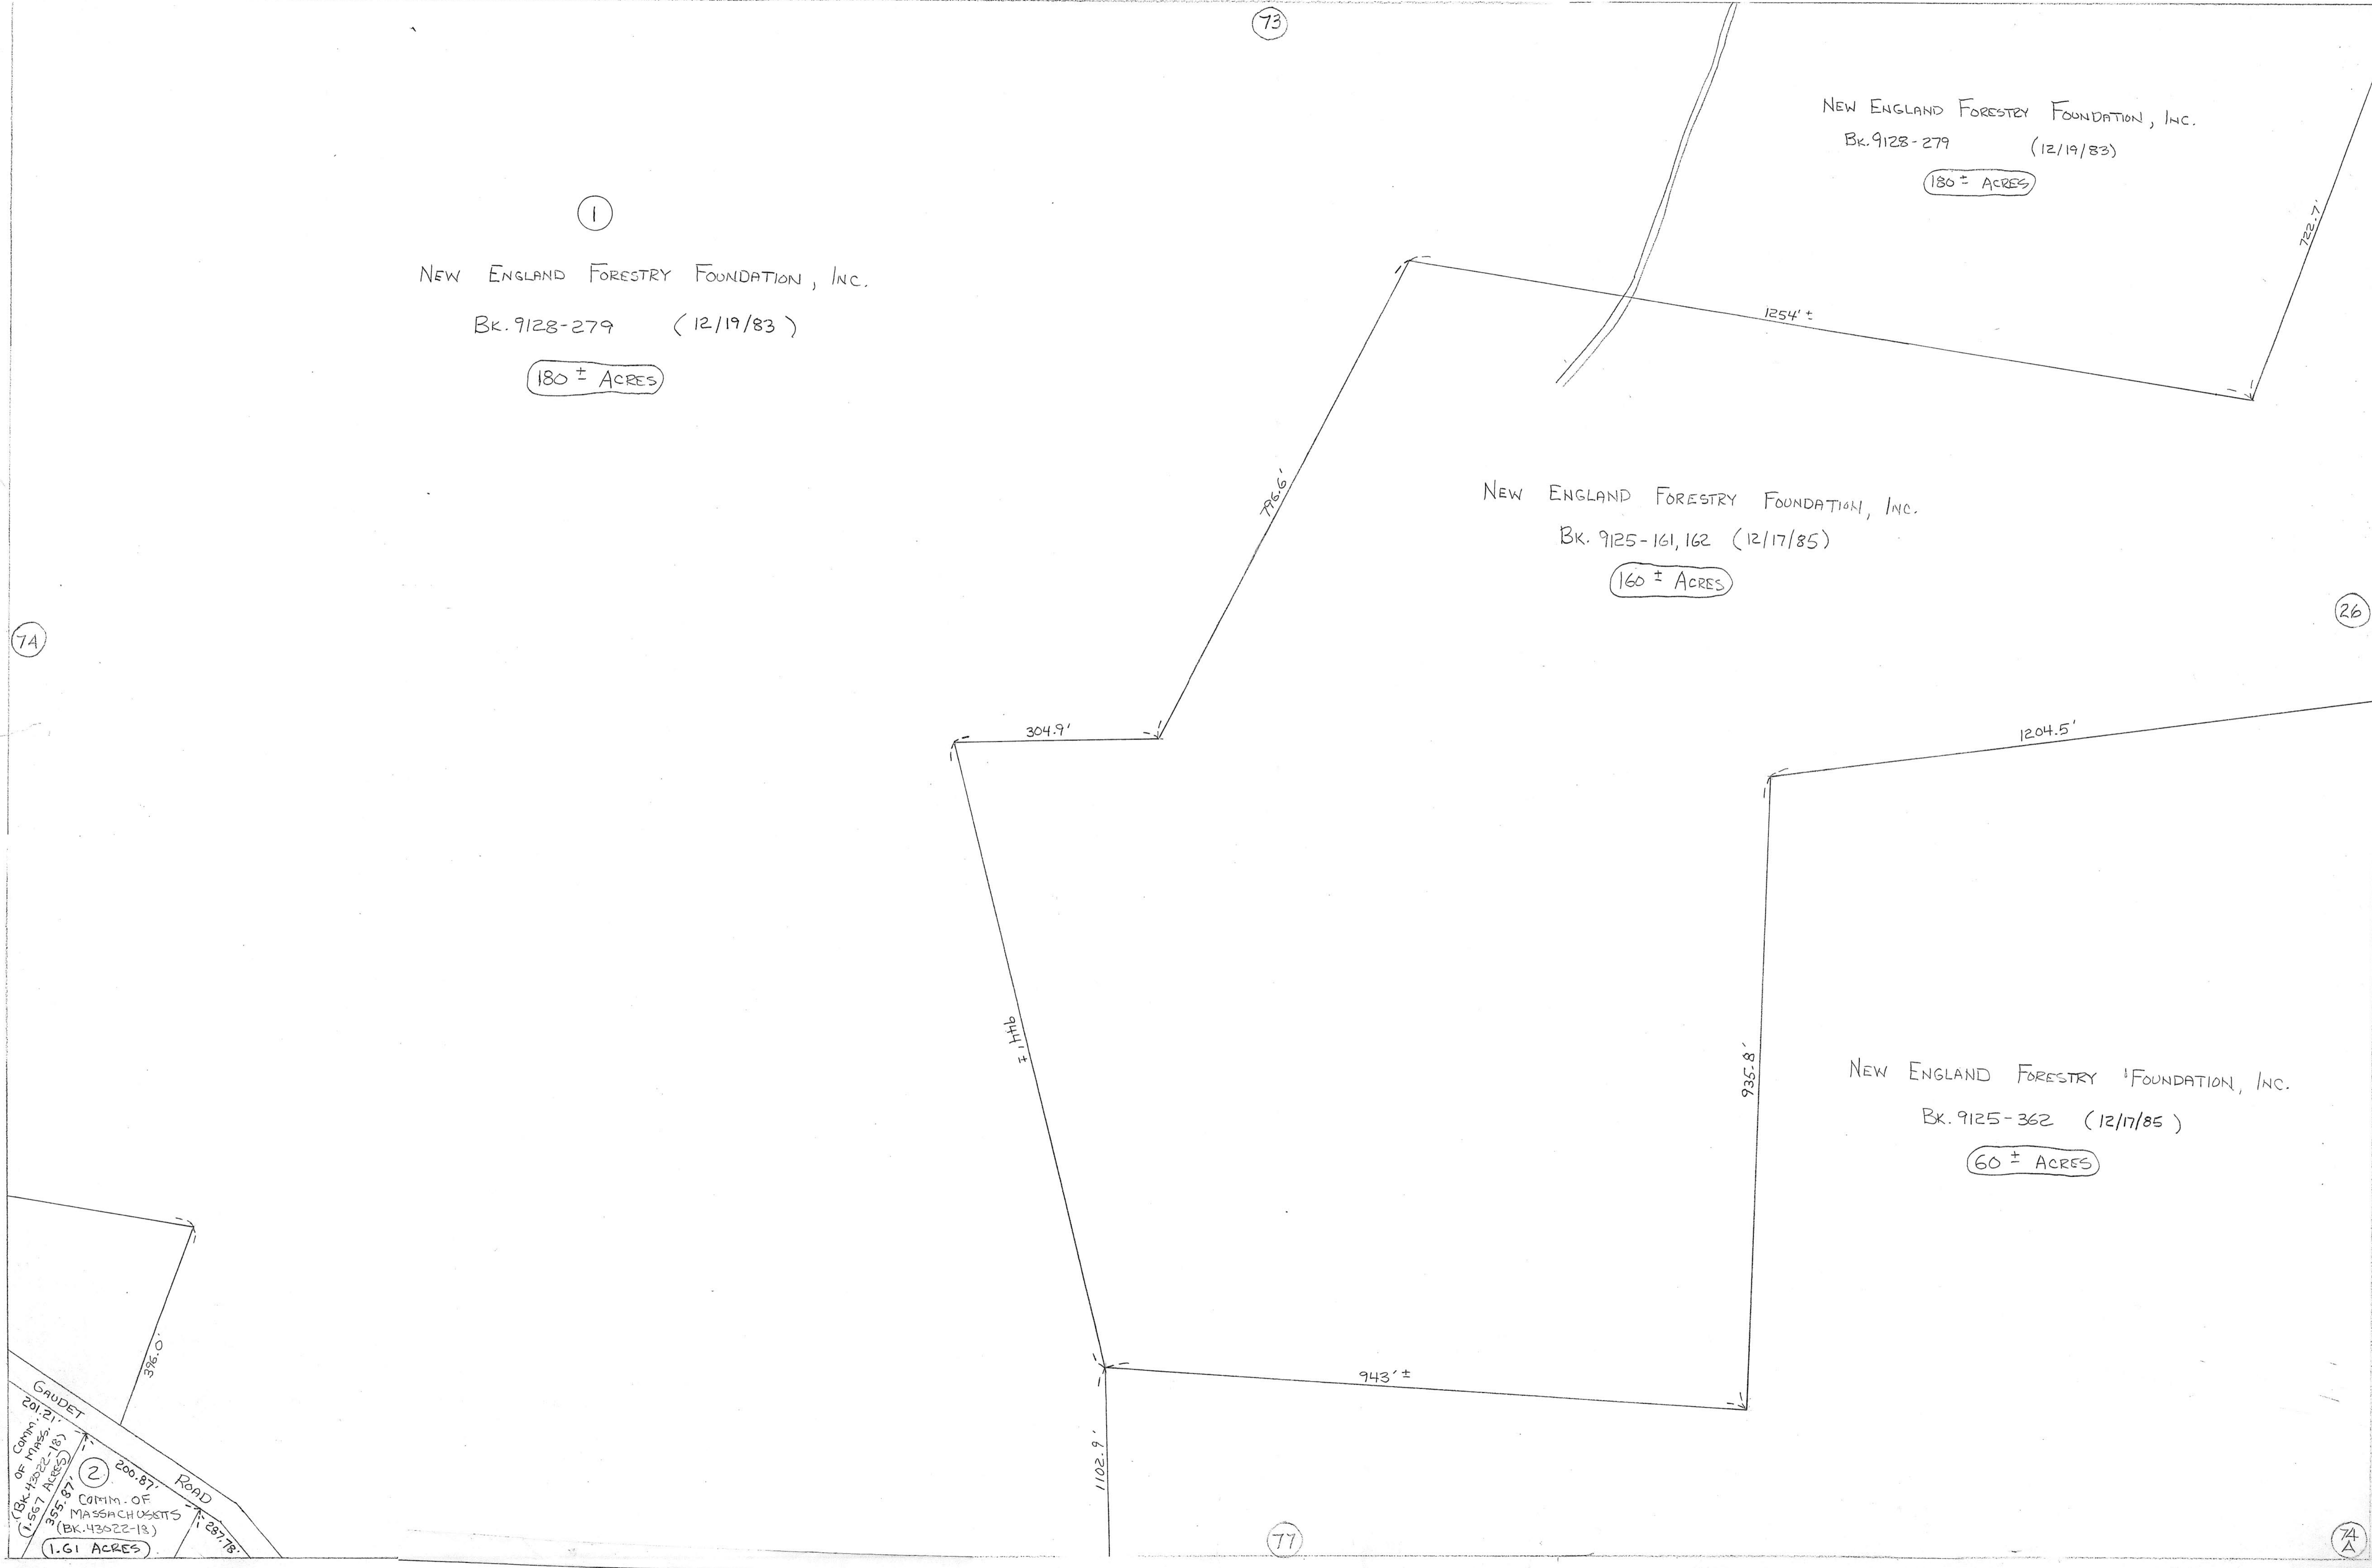 73
NEW ENGLAND FORESTRY FOUNDATION, INC.
BK. 9128-279 (12/19/83)
180 ± ACRES
722.7'
1
NEW ENGLAND FORESTRY FOUNDATION, INC.
BK. 9128-279 (12/19/83)
180 ± ACRES
1254' ±
796.6'
NEW ENGLAND FORESTRY FOUNDATION, INC.
BK. 9125-161, 162 (12/17/85)
160 ± ACRES
26
74
304.9'
1204.5'
944' ±
935.8'
NEW ENGLAND FORESTRY FOUNDATION, INC.
BK. 9125-362 (12/17/85)
60 ± ACRES
396.0'
943' ±
1102.9'
GAUDET ROAD
201.21'
COMM.
OF MASS.
(BK.43022-18)
(1.567 ACRES)
355.87'
2
200.87'
COMM. OF
MASSACHUSETTS
(BK.43022-18)
1.61 ACRES
287.78'
77
74
A